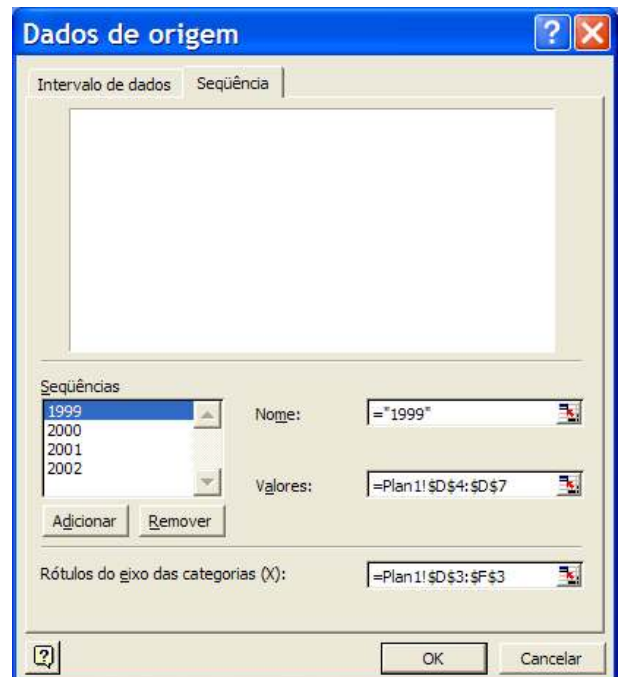 Dados de origem
Intervalo de dados Seqüência
Seqüências
1999
2000
2001
2002
Nome: ="1999"
Valores: =Plan1!$D$4:$D$7
Adicionar Remover
Rótulos do eixo das categorias (X): =Plan1!$D$3:$F$3
OK Cancelar